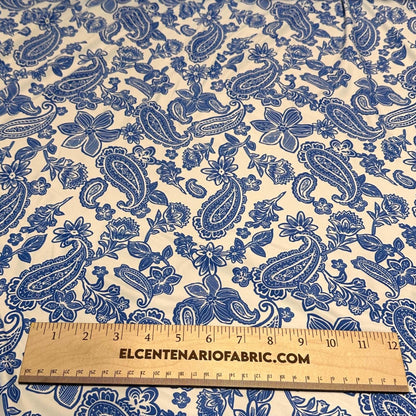 1 2 3 4 5 6 7 8 9 10 11 12
ELCENTENARIOFABRIC.COM